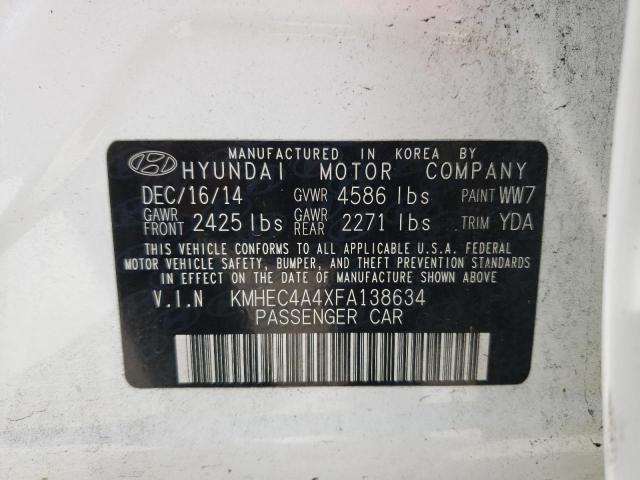 MANUFACTURED IN KOREA BY
HYUNDAI MOTOR COMPANY
DEC/16/14 GVWR 4586 lbs PAINT WW7
GAWR FRONT 2425 lbs GAWR REAR 2271 lbs TRIM YDA
THIS VEHICLE CONFORMS TO ALL APPLICABLE U.S.A. FEDERAL
MOTOR VEHICLE SAFETY, BUMPER, AND THEFT PREVENTION STANDARDS
IN EFFECT ON THE DATE OF MANUFACTURE SHOWN ABOVE.
V.I.N KMHEC4A4XFA138634
PASSENGER CAR